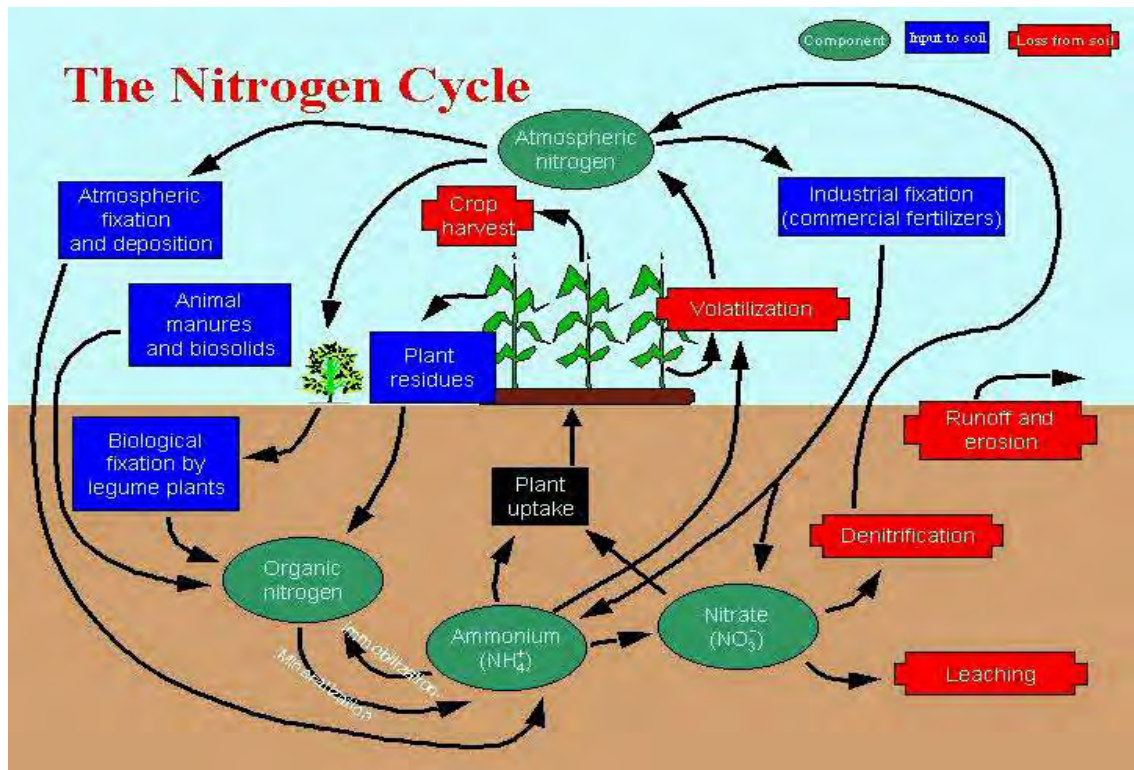 Component
Input to soil
Loss from soil
The Nitrogen Cycle
Atmospheric
nitrogen
Atmospheric
fixation
and deposition
Crop
harvest
Industrial fixation
(commercial fertilizers)
Animal
manures
and biosolids
Volatilization
Plant
residues
Runoff and
erosion
Biological
fixation by
legume plants
Plant
uptake
Denitrification
Organic
nitrogen
Ammonium
(NH₄⁺)
Nitrate
(NO₃⁻)
Immobilization
Mineralization
Leaching